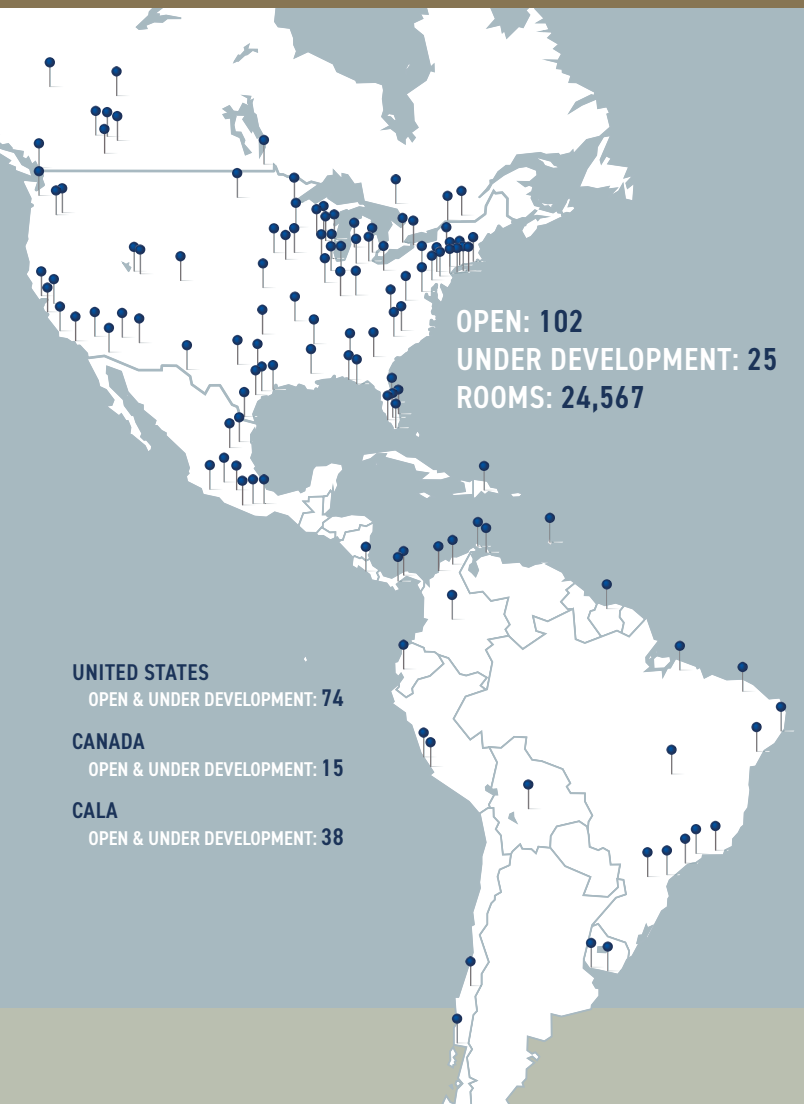 OPEN: 102
UNDER DEVELOPMENT: 25
ROOMS: 24,567
UNITED STATES
OPEN & UNDER DEVELOPMENT: 74
CANADA
OPEN & UNDER DEVELOPMENT: 15
CALA
OPEN & UNDER DEVELOPMENT: 38